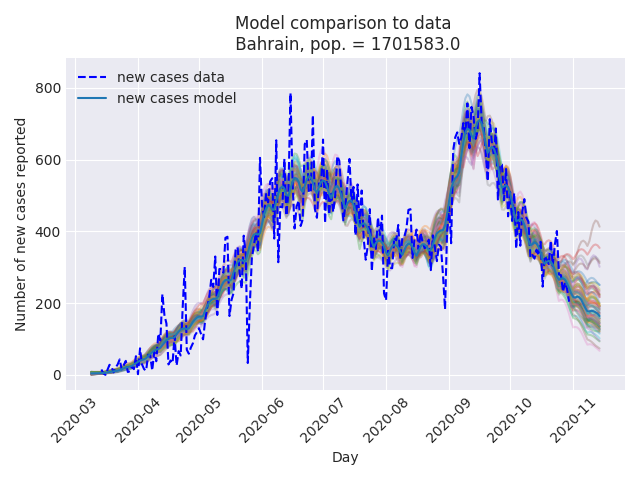 Model comparison to data
Bahrain, pop. = 1701583.0
new cases data
new cases model
Number of new cases reported
800
600
400
200
0
2020-03
2020-04
2020-05
2020-06
2020-07
2020-08
2020-09
2020-10
2020-11
Day